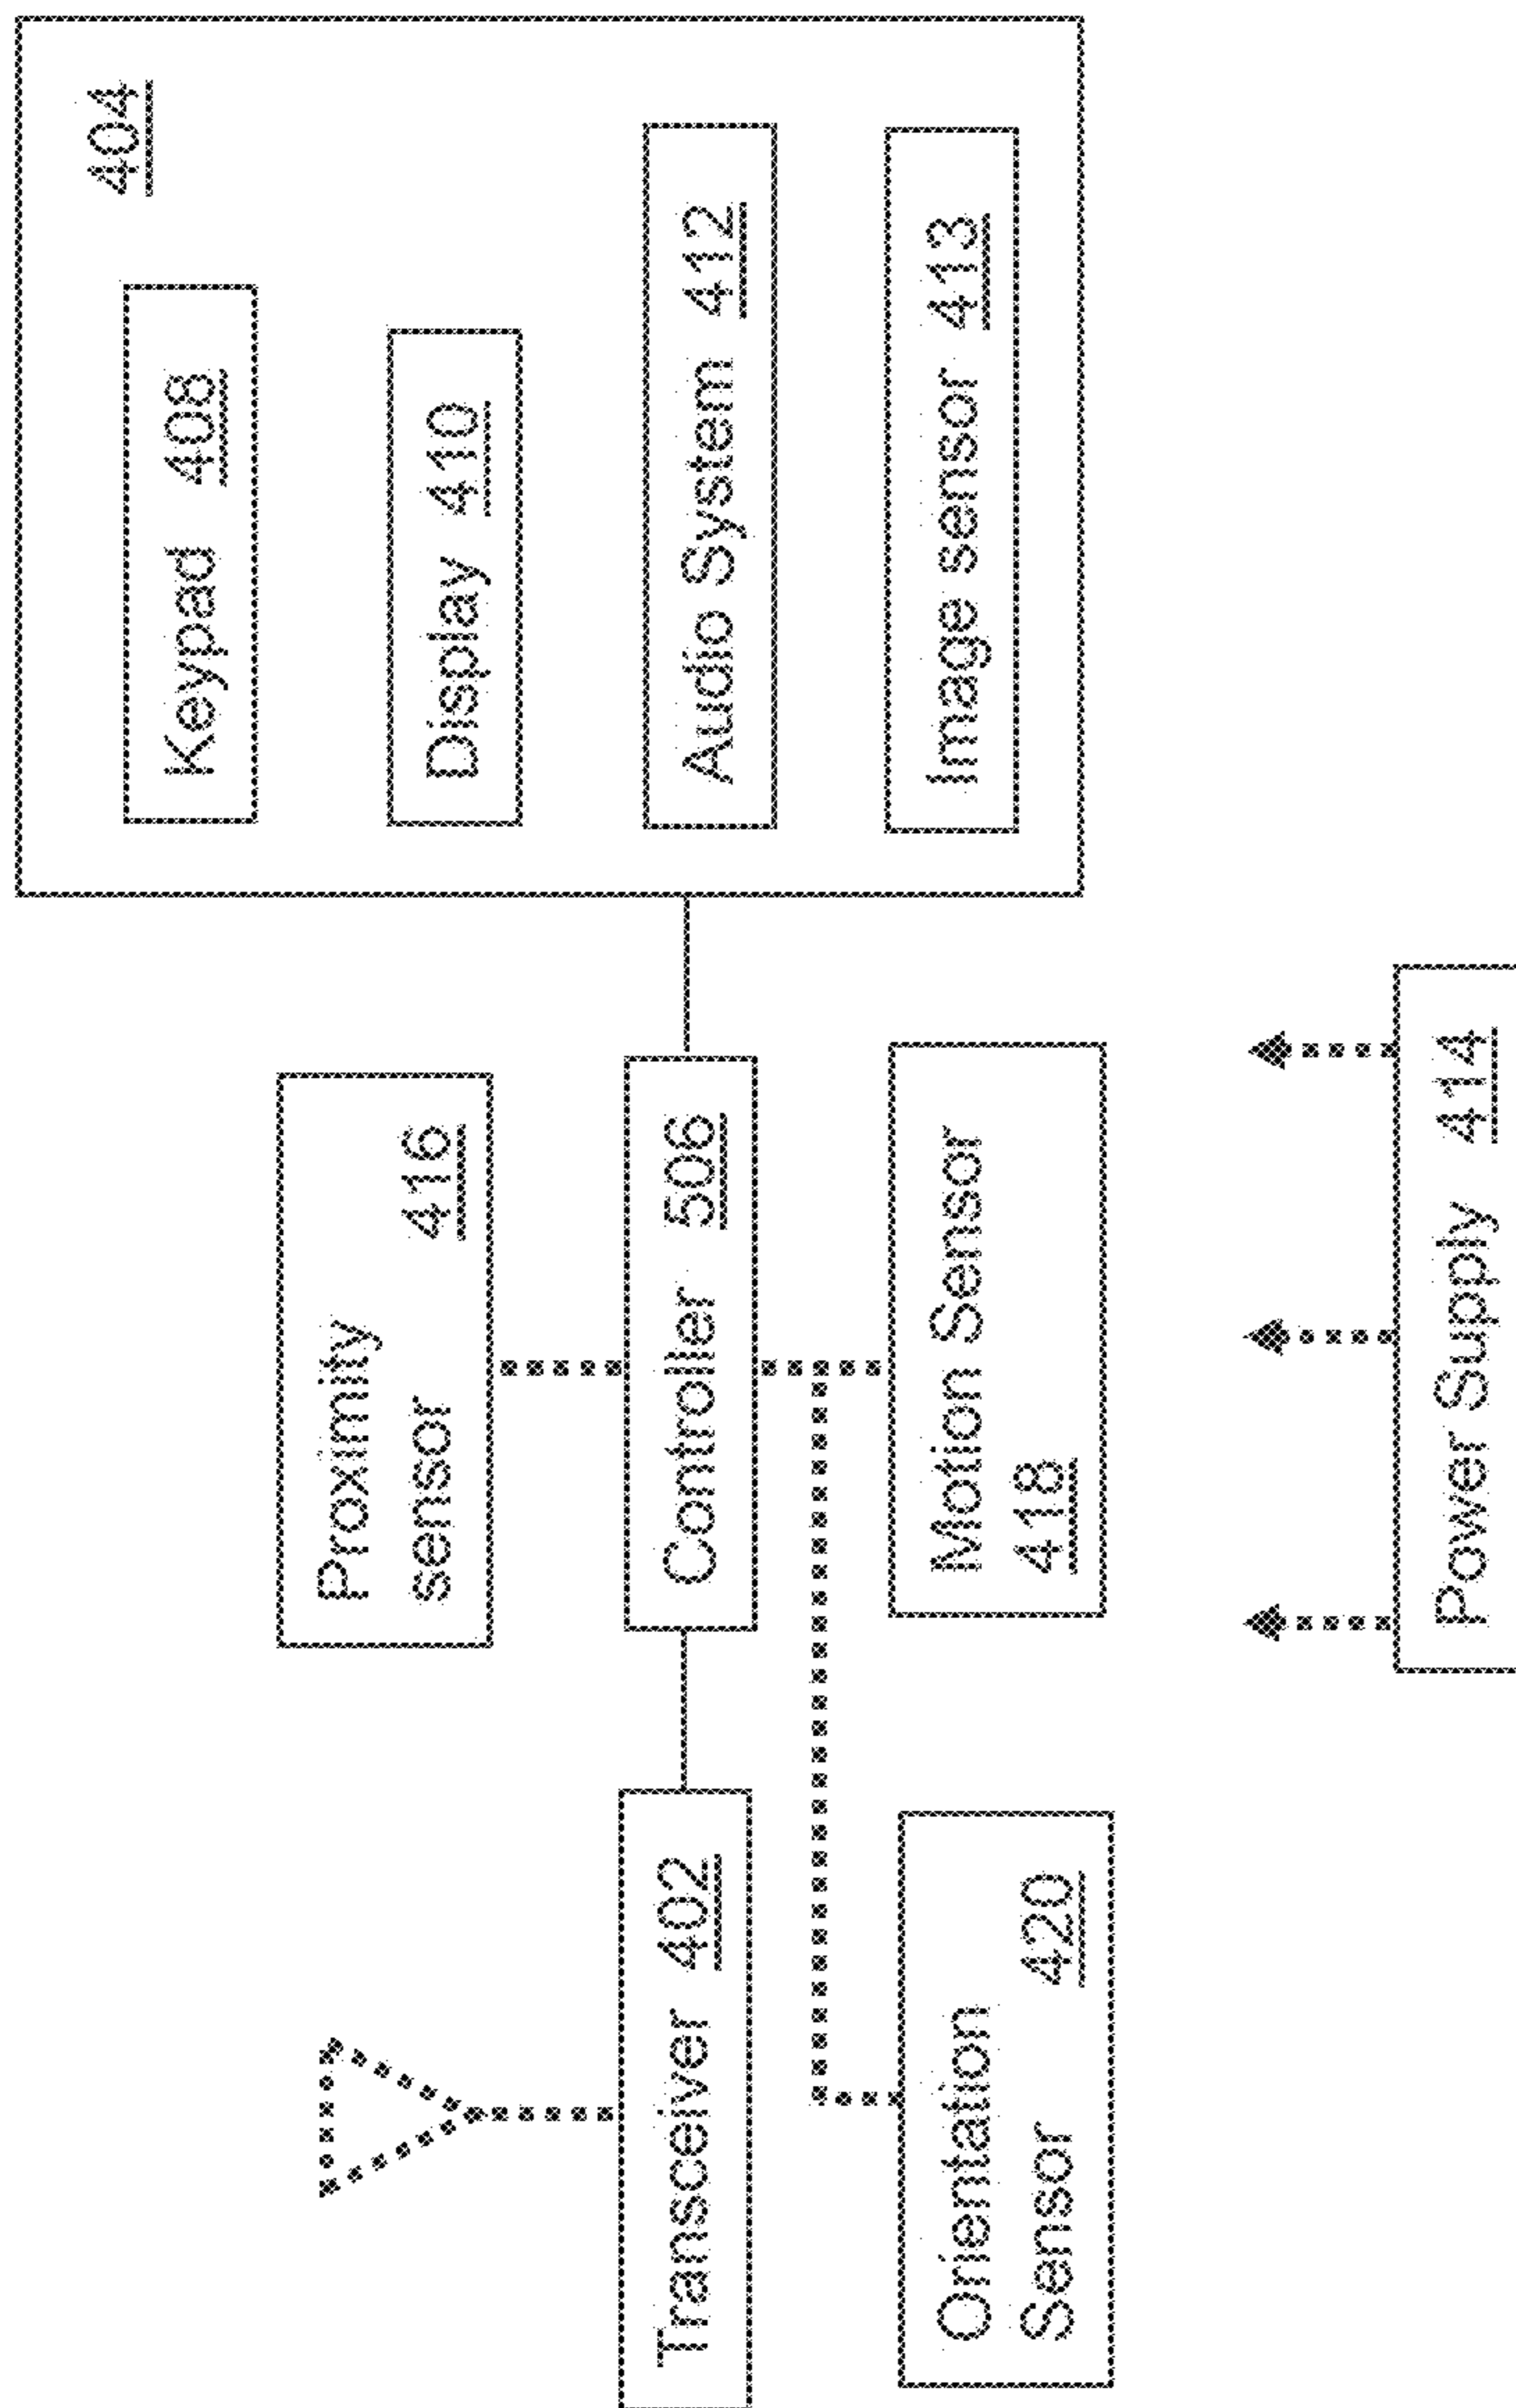 404
Keypad 408
Display 410
Audio System 412
Image sensor 413
Proximity
sensor 416
Controller 506
Motion Sensor
418
Transceiver 402
Orientation
Sensor 420
Power Supply 414